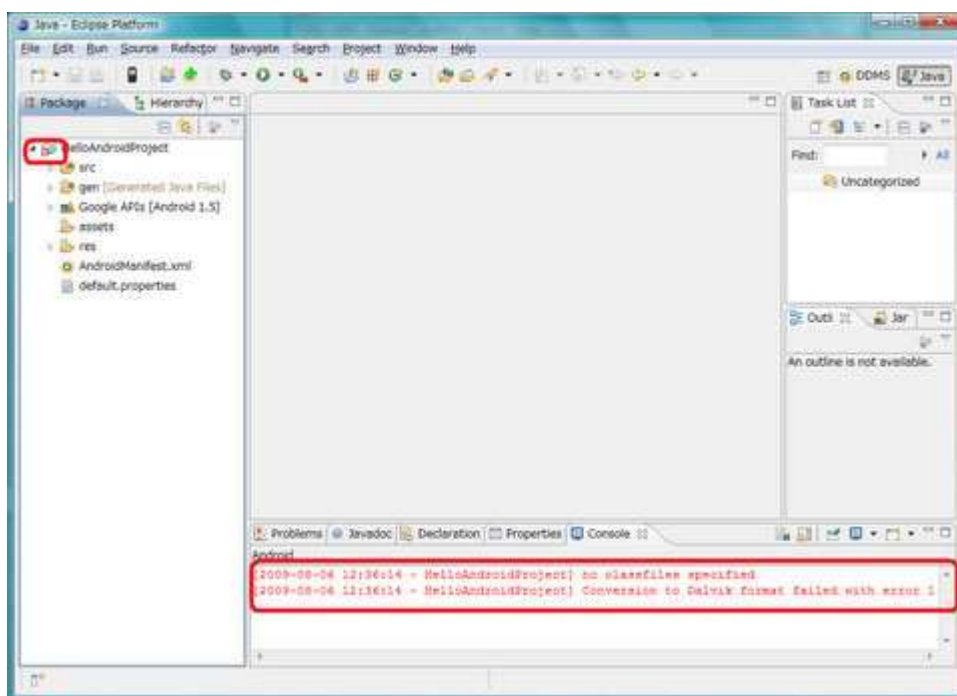 Java - Eclipse Platform
File Edit Run Source Refactor Navigate Search Project Window Help
DDMS Java
Package Hierarchy
HelloAndroidProject
src
gen [Generated Java Files]
Google APIs [Android 1.5]
assets
res
AndroidManifest.xml
default.properties
Task List
Find: All
Uncategorized
Outli Jar
An outline is not available.
Problems Javadoc Declaration Properties Console
Android
[2009-08-06 12:36:14 - HelloAndroidProject] no classfiles specified
[2009-08-06 12:36:14 - HelloAndroidProject] Conversion to Dalvik format failed with error 1